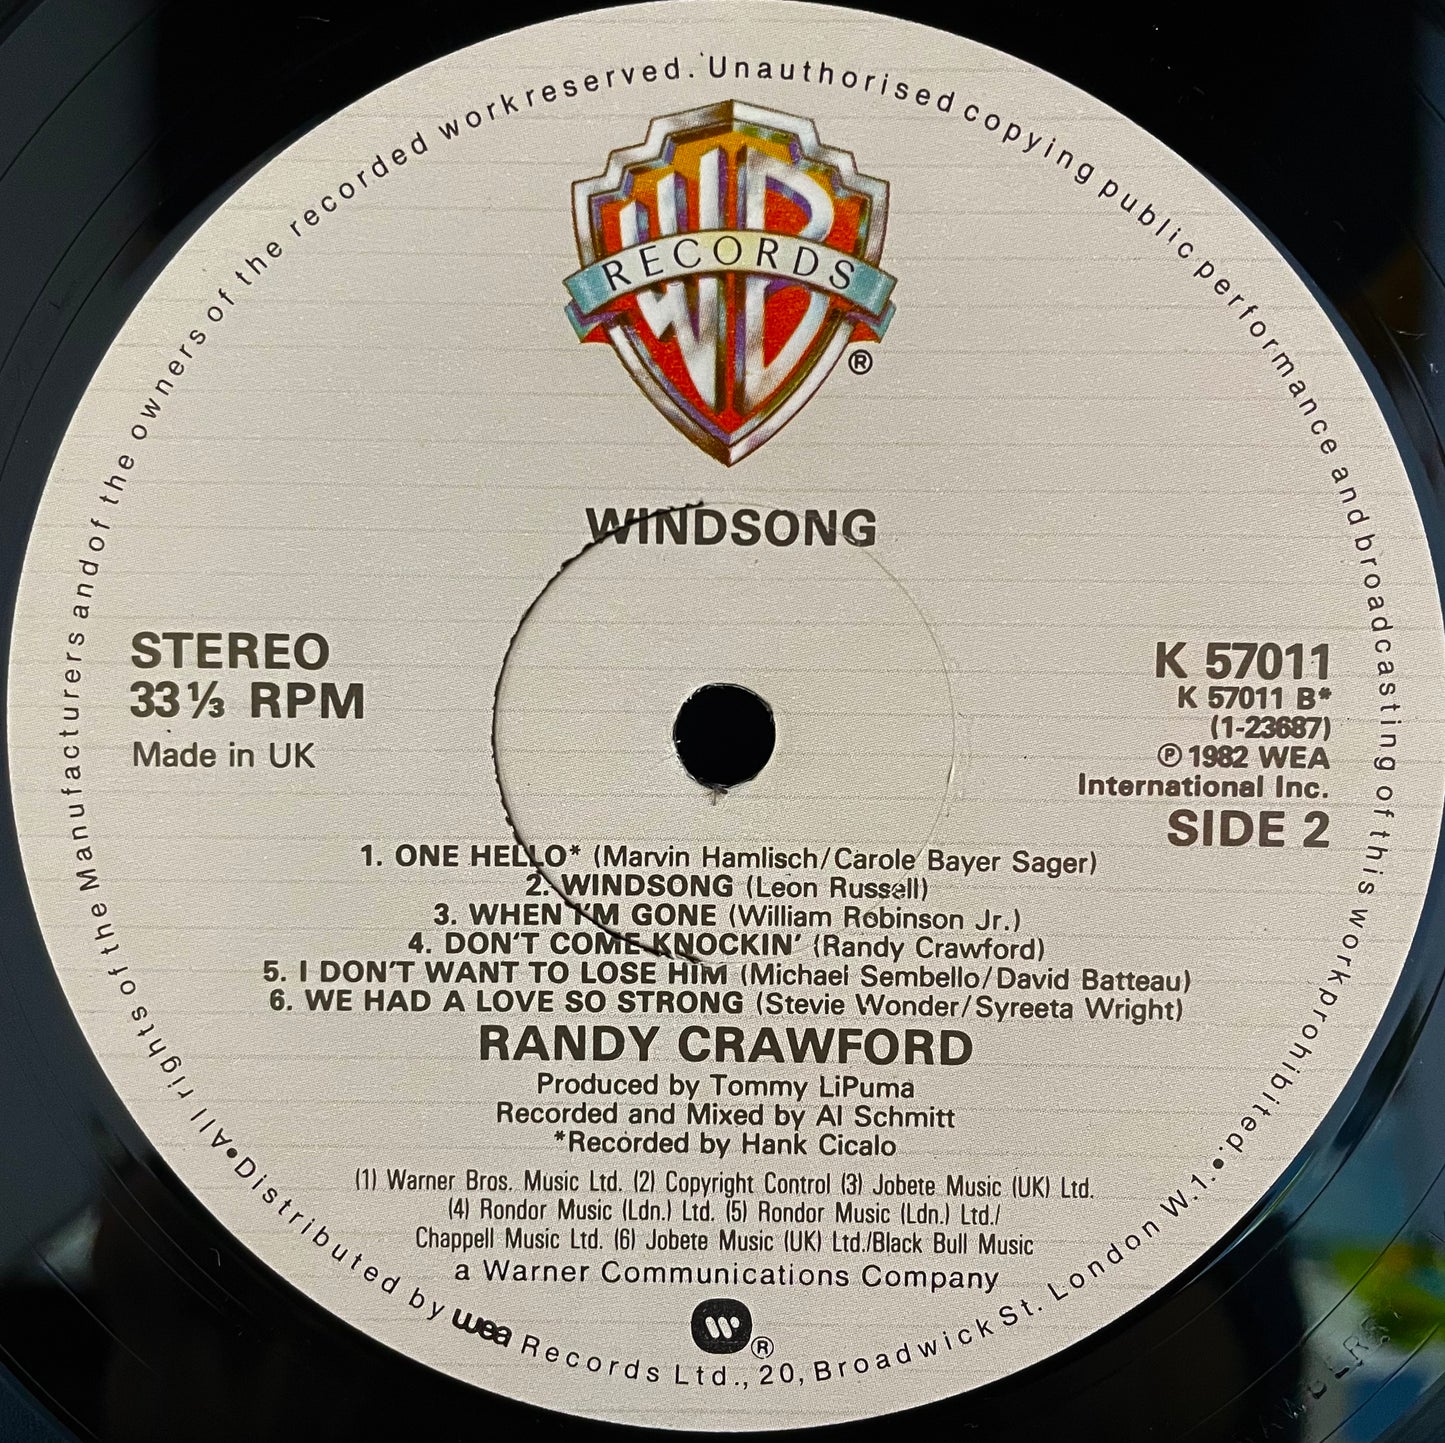 All rights of the Manufacturers and of the owners of the recorded work reserved. Unauthorised copying public performance and broadcasting of this work prohibited.
WB
RECORDS
®
WINDSONG
STEREO
33⅓ RPM
Made in UK
K 57011
K 57011 B*
(1-23687)
℗ 1982 WEA
International Inc.
SIDE 2
1. ONE HELLO* (Marvin Hamlisch/Carole Bayer Sager)
2. WINDSONG (Leon Russell)
3. WHEN I'M GONE (William Robinson Jr.)
4. DON'T COME KNOCKIN' (Randy Crawford)
5. I DON'T WANT TO LOSE HIM (Michael Sembello/David Batteau)
6. WE HAD A LOVE SO STRONG (Stevie Wonder/Syreeta Wright)
RANDY CRAWFORD
Produced by Tommy LiPuma
Recorded and Mixed by Al Schmitt
*Recorded by Hank Cicalo
(1) Warner Bros. Music Ltd. (2) Copyright Control (3) Jobete Music (UK) Ltd.
(4) Rondor Music (Ldn.) Ltd. (5) Rondor Music (Ldn.) Ltd./
Chappell Music Ltd. (6) Jobete Music (UK) Ltd./Black Bull Music
a Warner Communications Company
®
•Distributed by wea Records Ltd., 20, Broadwick St. London W.1.•